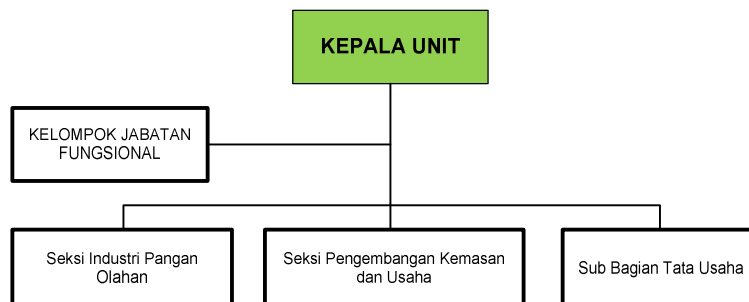 KEPALA UNIT
KELOMPOK JABATAN
FUNGSIONAL
Seksi Industri Pangan
Olahan
Seksi Pengembangan Kemasan
dan Usaha
Sub Bagian Tata Usaha